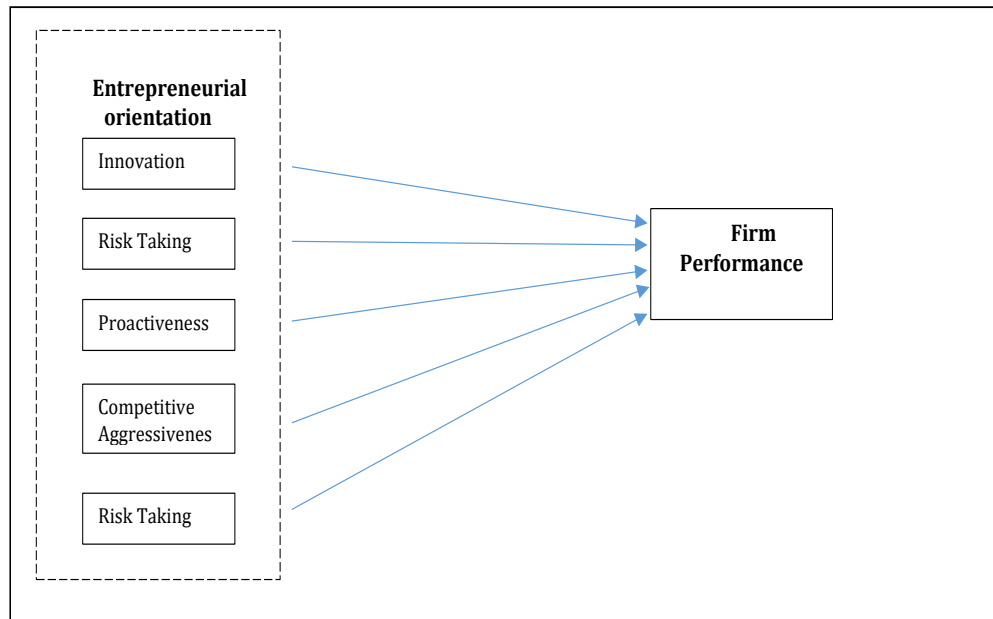 Entrepreneurial
orientation
Innovation
Risk Taking
Proactiveness
Competitive
Aggressivenes
Risk Taking
Firm
Performance